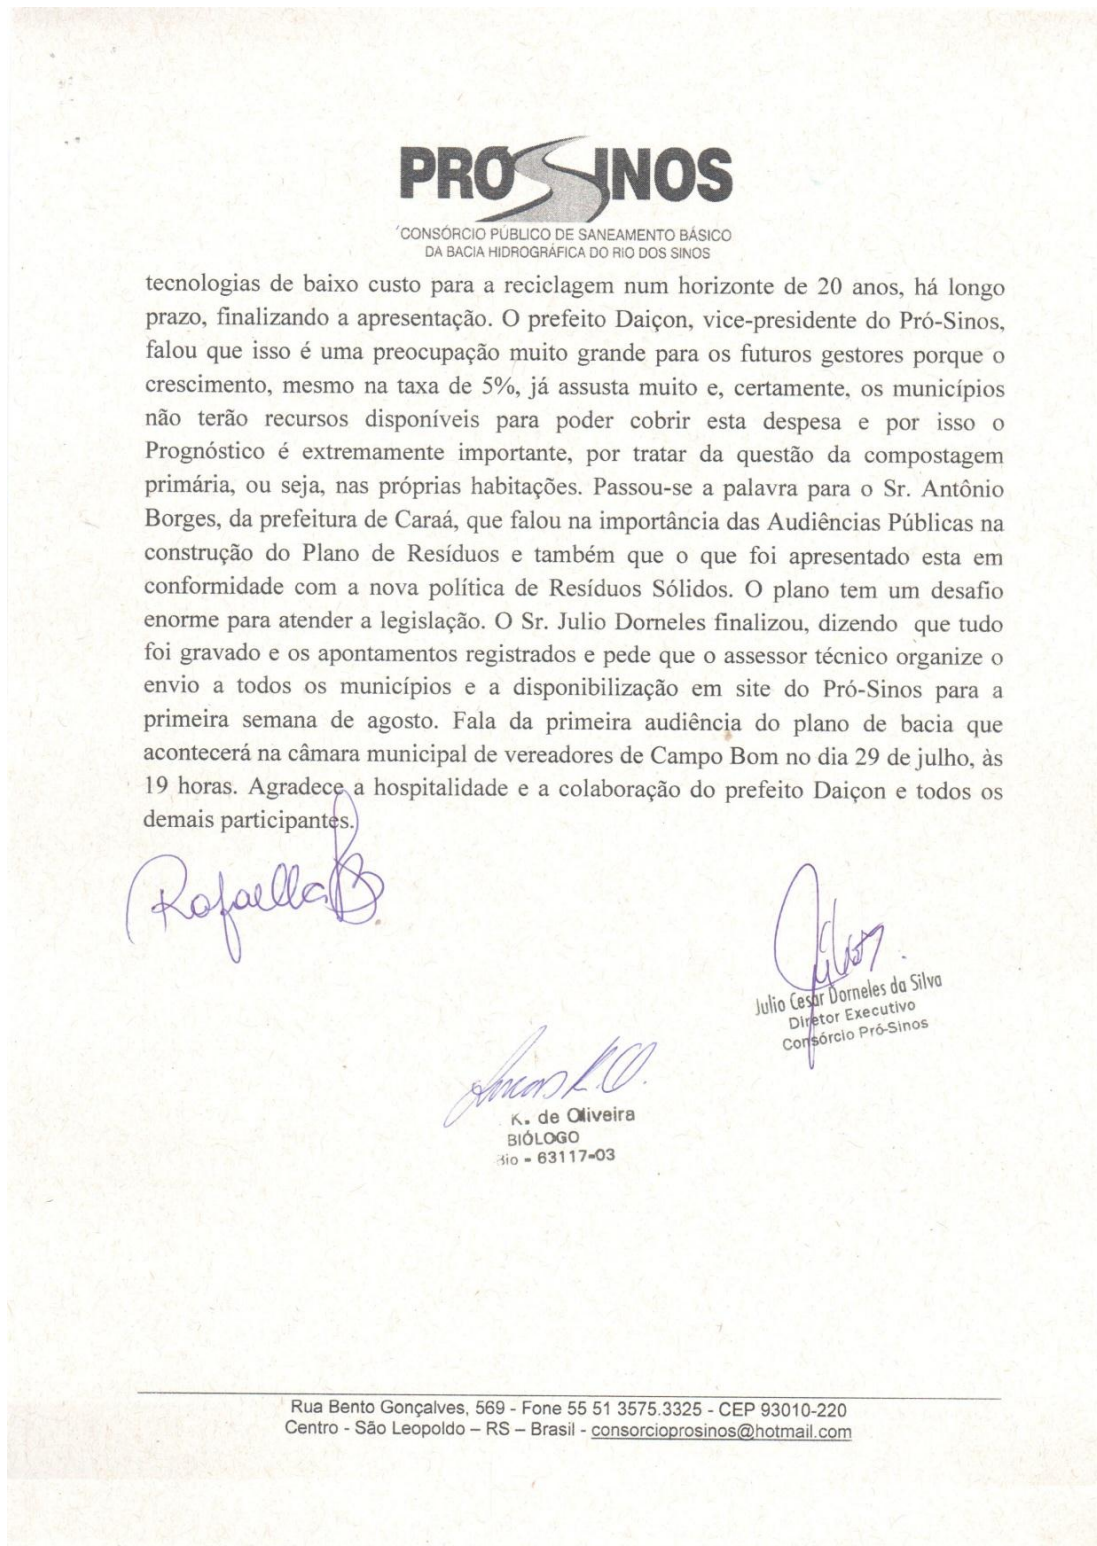 PRÓSINOS
CONSÓRCIO PÚBLICO DE SANEAMENTO BÁSICO
DA BACIA HIDROGRÁFICA DO RIO DOS SINOS
tecnologias de baixo custo para a reciclagem num horizonte de 20 anos, há longo
prazo, finalizando a apresentação. O prefeito Daiçon, vice-presidente do Pró-Sinos,
falou que isso é uma preocupação muito grande para os futuros gestores porque o
crescimento, mesmo na taxa de 5%, já assusta muito e, certamente, os municípios
não terão recursos disponíveis para poder cobrir esta despesa e por isso o
Prognóstico é extremamente importante, por tratar da questão da compostagem
primária, ou seja, nas próprias habitações. Passou-se a palavra para o Sr. Antônio
Borges, da prefeitura de Caraá, que falou na importância das Audiências Públicas na
construção do Plano de Resíduos e também que o que foi apresentado esta em
conformidade com a nova política de Resíduos Sólidos. O plano tem um desafio
enorme para atender a legislação. O Sr. Julio Dorneles finalizou, dizendo que tudo
foi gravado e os apontamentos registrados e pede que o assessor técnico organize o
envio a todos os municípios e a disponibilização em site do Pró-Sinos para a
primeira semana de agosto. Fala da primeira audiência do plano de bacia que
acontecerá na câmara municipal de vereadores de Campo Bom no dia 29 de julho, às
19 horas. Agradece a hospitalidade e a colaboração do prefeito Daiçon e todos os
demais participantes.
Rafaella B
Julio Cesar Dorneles da Silva
Diretor Executivo
Consórcio Pró-Sinos
K. de Oliveira
BIÓLOGO
Bio - 63117-03
Rua Bento Gonçalves, 569 - Fone 55 51 3575.3325 - CEP 93010-220
Centro - São Leopoldo – RS – Brasil - consorcioprosinos@hotmail.com